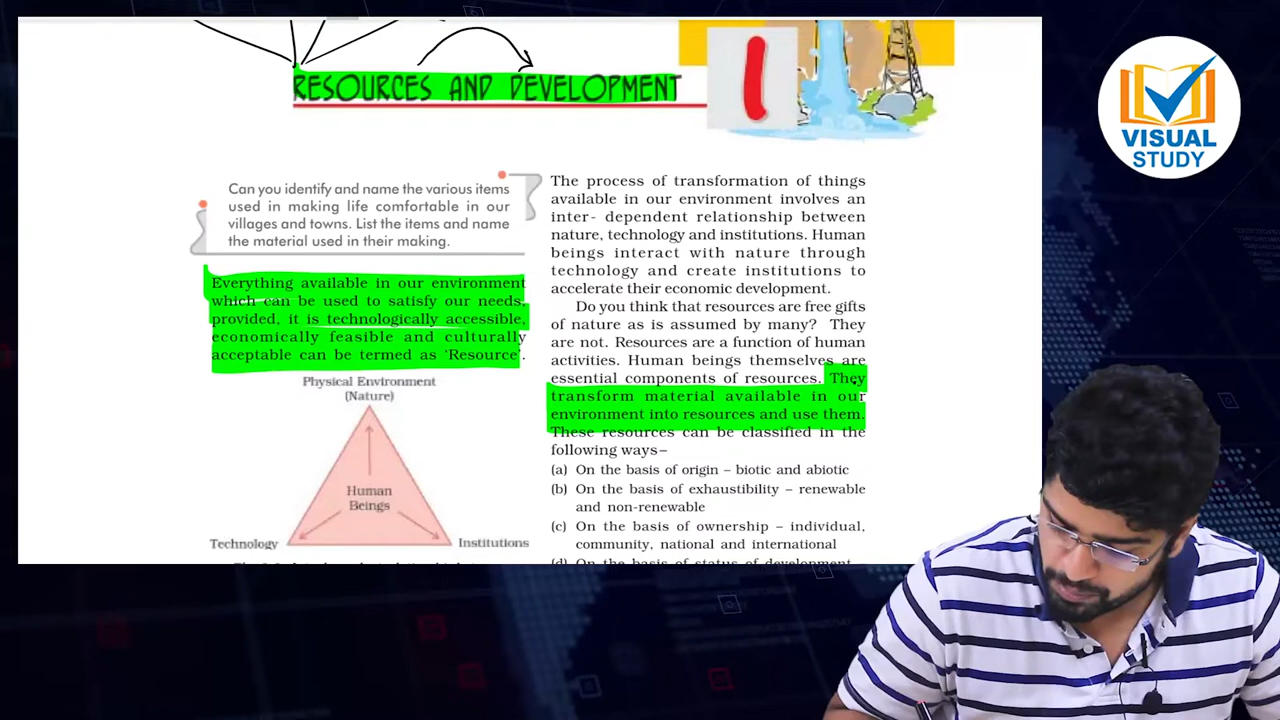 RESOURCES AND DEVELOPMENT
1
VISUAL
STUDY
Can you identify and name the various items
used in making life comfortable in our
villages and towns. List the items and name
the material used in their making.
Everything available in our environment
which can be used to satisfy our needs,
provided, it is technologically accessible,
economically feasible and culturally
acceptable can be termed as ‘Resource’.
Physical Environment
(Nature)
Human
Beings
Technology
Institutions
The process of transformation of things
available in our environment involves an
inter- dependent relationship between
nature, technology and institutions. Human
beings interact with nature through
technology and create institutions to
accelerate their economic development.
Do you think that resources are free gifts
of nature as is assumed by many? They
are not. Resources are a function of human
activities. Human beings themselves are
essential components of resources. They
transform material available in our
environment into resources and use them.
These resources can be classified in the
following ways–
(a) On the basis of origin – biotic and abiotic
(b) On the basis of exhaustibility – renewable
and non-renewable
(c) On the basis of ownership – individual,
community, national and international
(d) On the basis of status of development